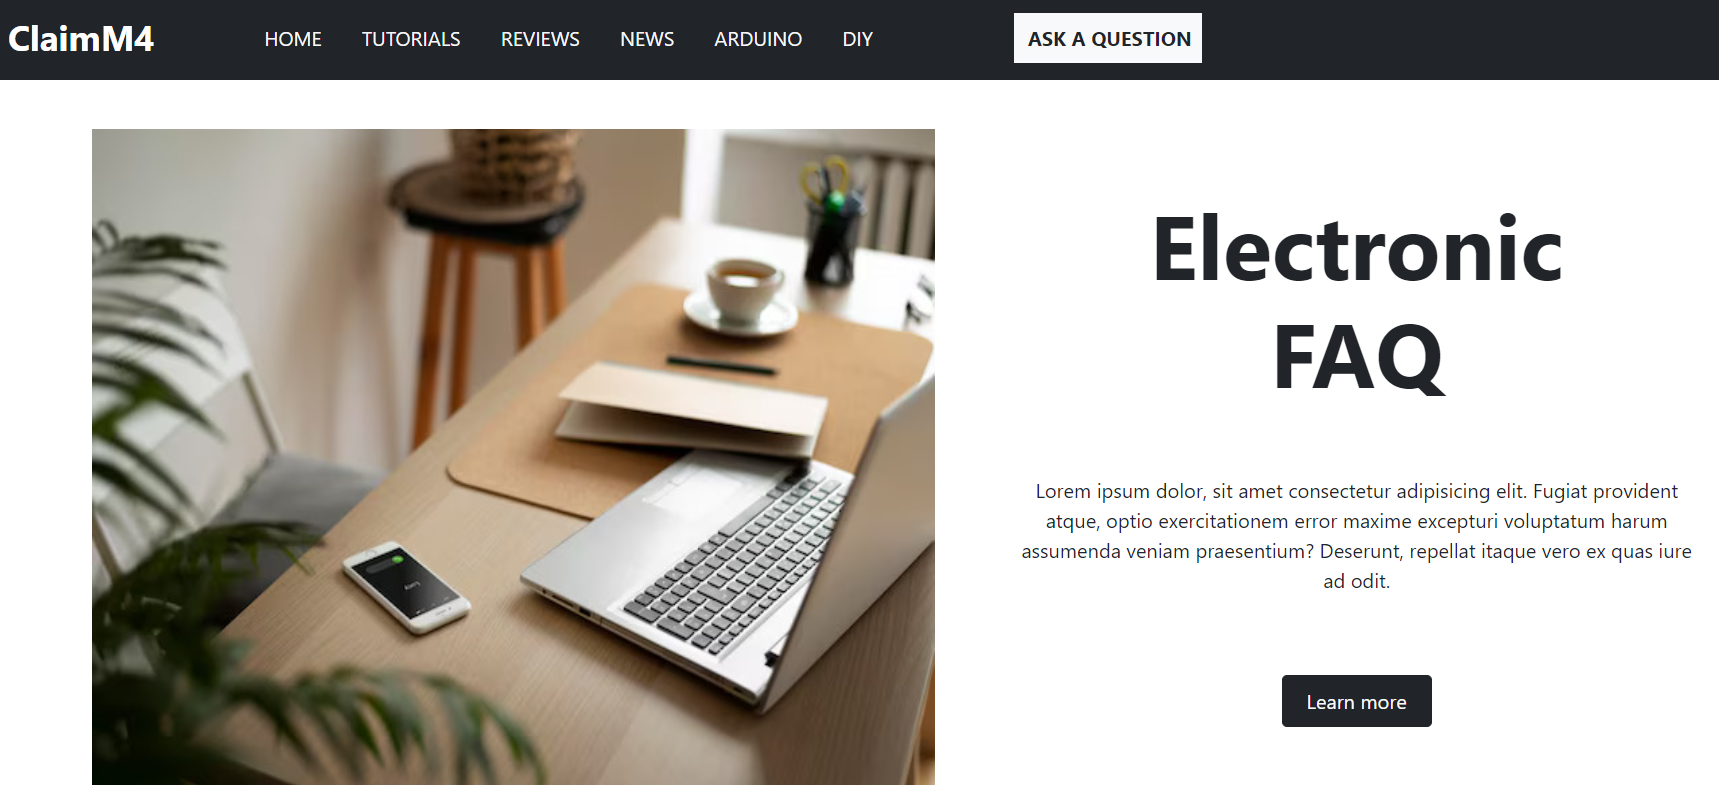 ClaimM4
HOME
TUTORIALS
REVIEWS
NEWS
ARDUINO
DIY
ASK A QUESTION
Electronic
FAQ
Lorem ipsum dolor, sit amet consectetur adipisicing elit. Fugiat provident
atque, optio exercitationem error maxime excepturi voluptatum harum
assumenda veniam praesentium? Deserunt, repellat itaque vero ex quas iure
ad odit.
Learn more